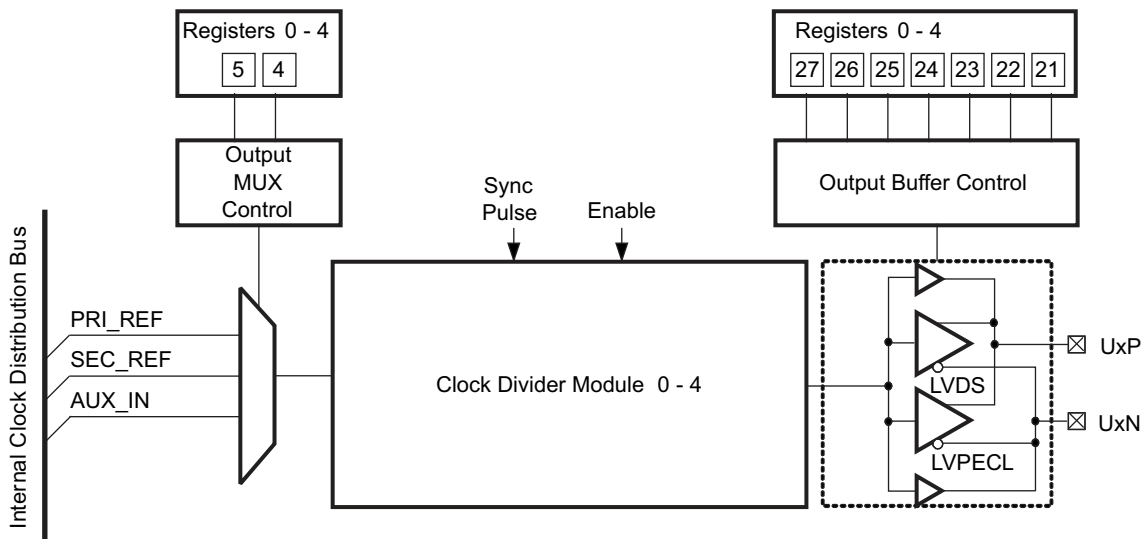 Registers 0 - 4
5 4
Output
MUX
Control
Registers 0 - 4
27 26 25 24 23 22 21
Output Buffer Control
Sync
Pulse
Enable
Internal Clock Distribution Bus
PRI_REF
SEC_REF
AUX_IN
Clock Divider Module 0 - 4
LVDS
LVPECL
UxP
UxN